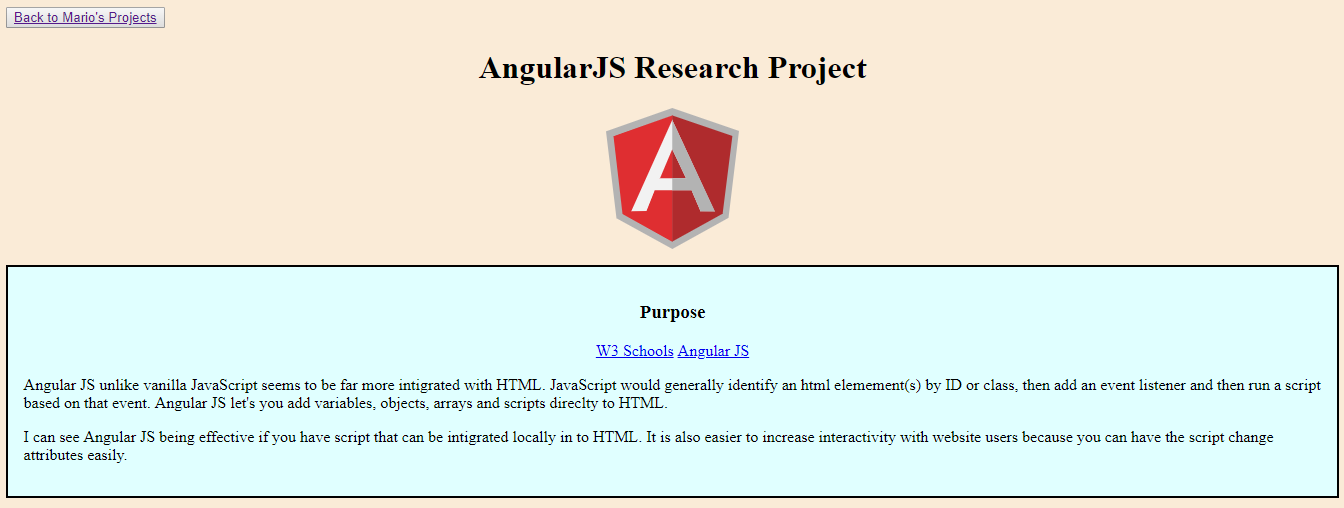 Back to Mario's Projects
AngularJS Research Project
A
Purpose
W3 Schools Angular JS
Angular JS unlike vanilla JavaScript seems to be far more intigrated with HTML. JavaScript would generally identify an html elemement(s) by ID or class, then add an event listener and then run a script
based on that event. Angular JS let's you add variables, objects, arrays and scripts direclty to HTML.
I can see Angular JS being effective if you have script that can be intigrated locally in to HTML. It is also easier to increase interactivity with website users because you can have the script change
attributes easily.